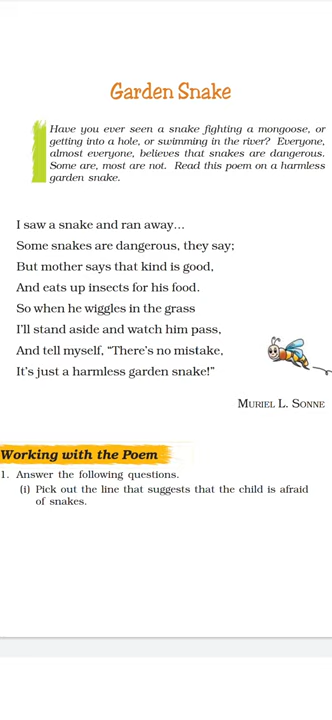 Garden Snake
Have you ever seen a snake fighting a mongoose, or
getting into a hole, or swimming in the river? Everyone,
almost everyone, believes that snakes are dangerous.
Some are, most are not. Read this poem on a harmless
garden snake.
I saw a snake and ran away...
Some snakes are dangerous, they say;
But mother says that kind is good,
And eats up insects for his food.
So when he wiggles in the grass
I'll stand aside and watch him pass,
And tell myself, “There's no mistake,
It's just a harmless garden snake!”
MURIEL L. SONNE
Working with the Poem
1. Answer the following questions.
(i) Pick out the line that suggests that the child is afraid
of snakes.